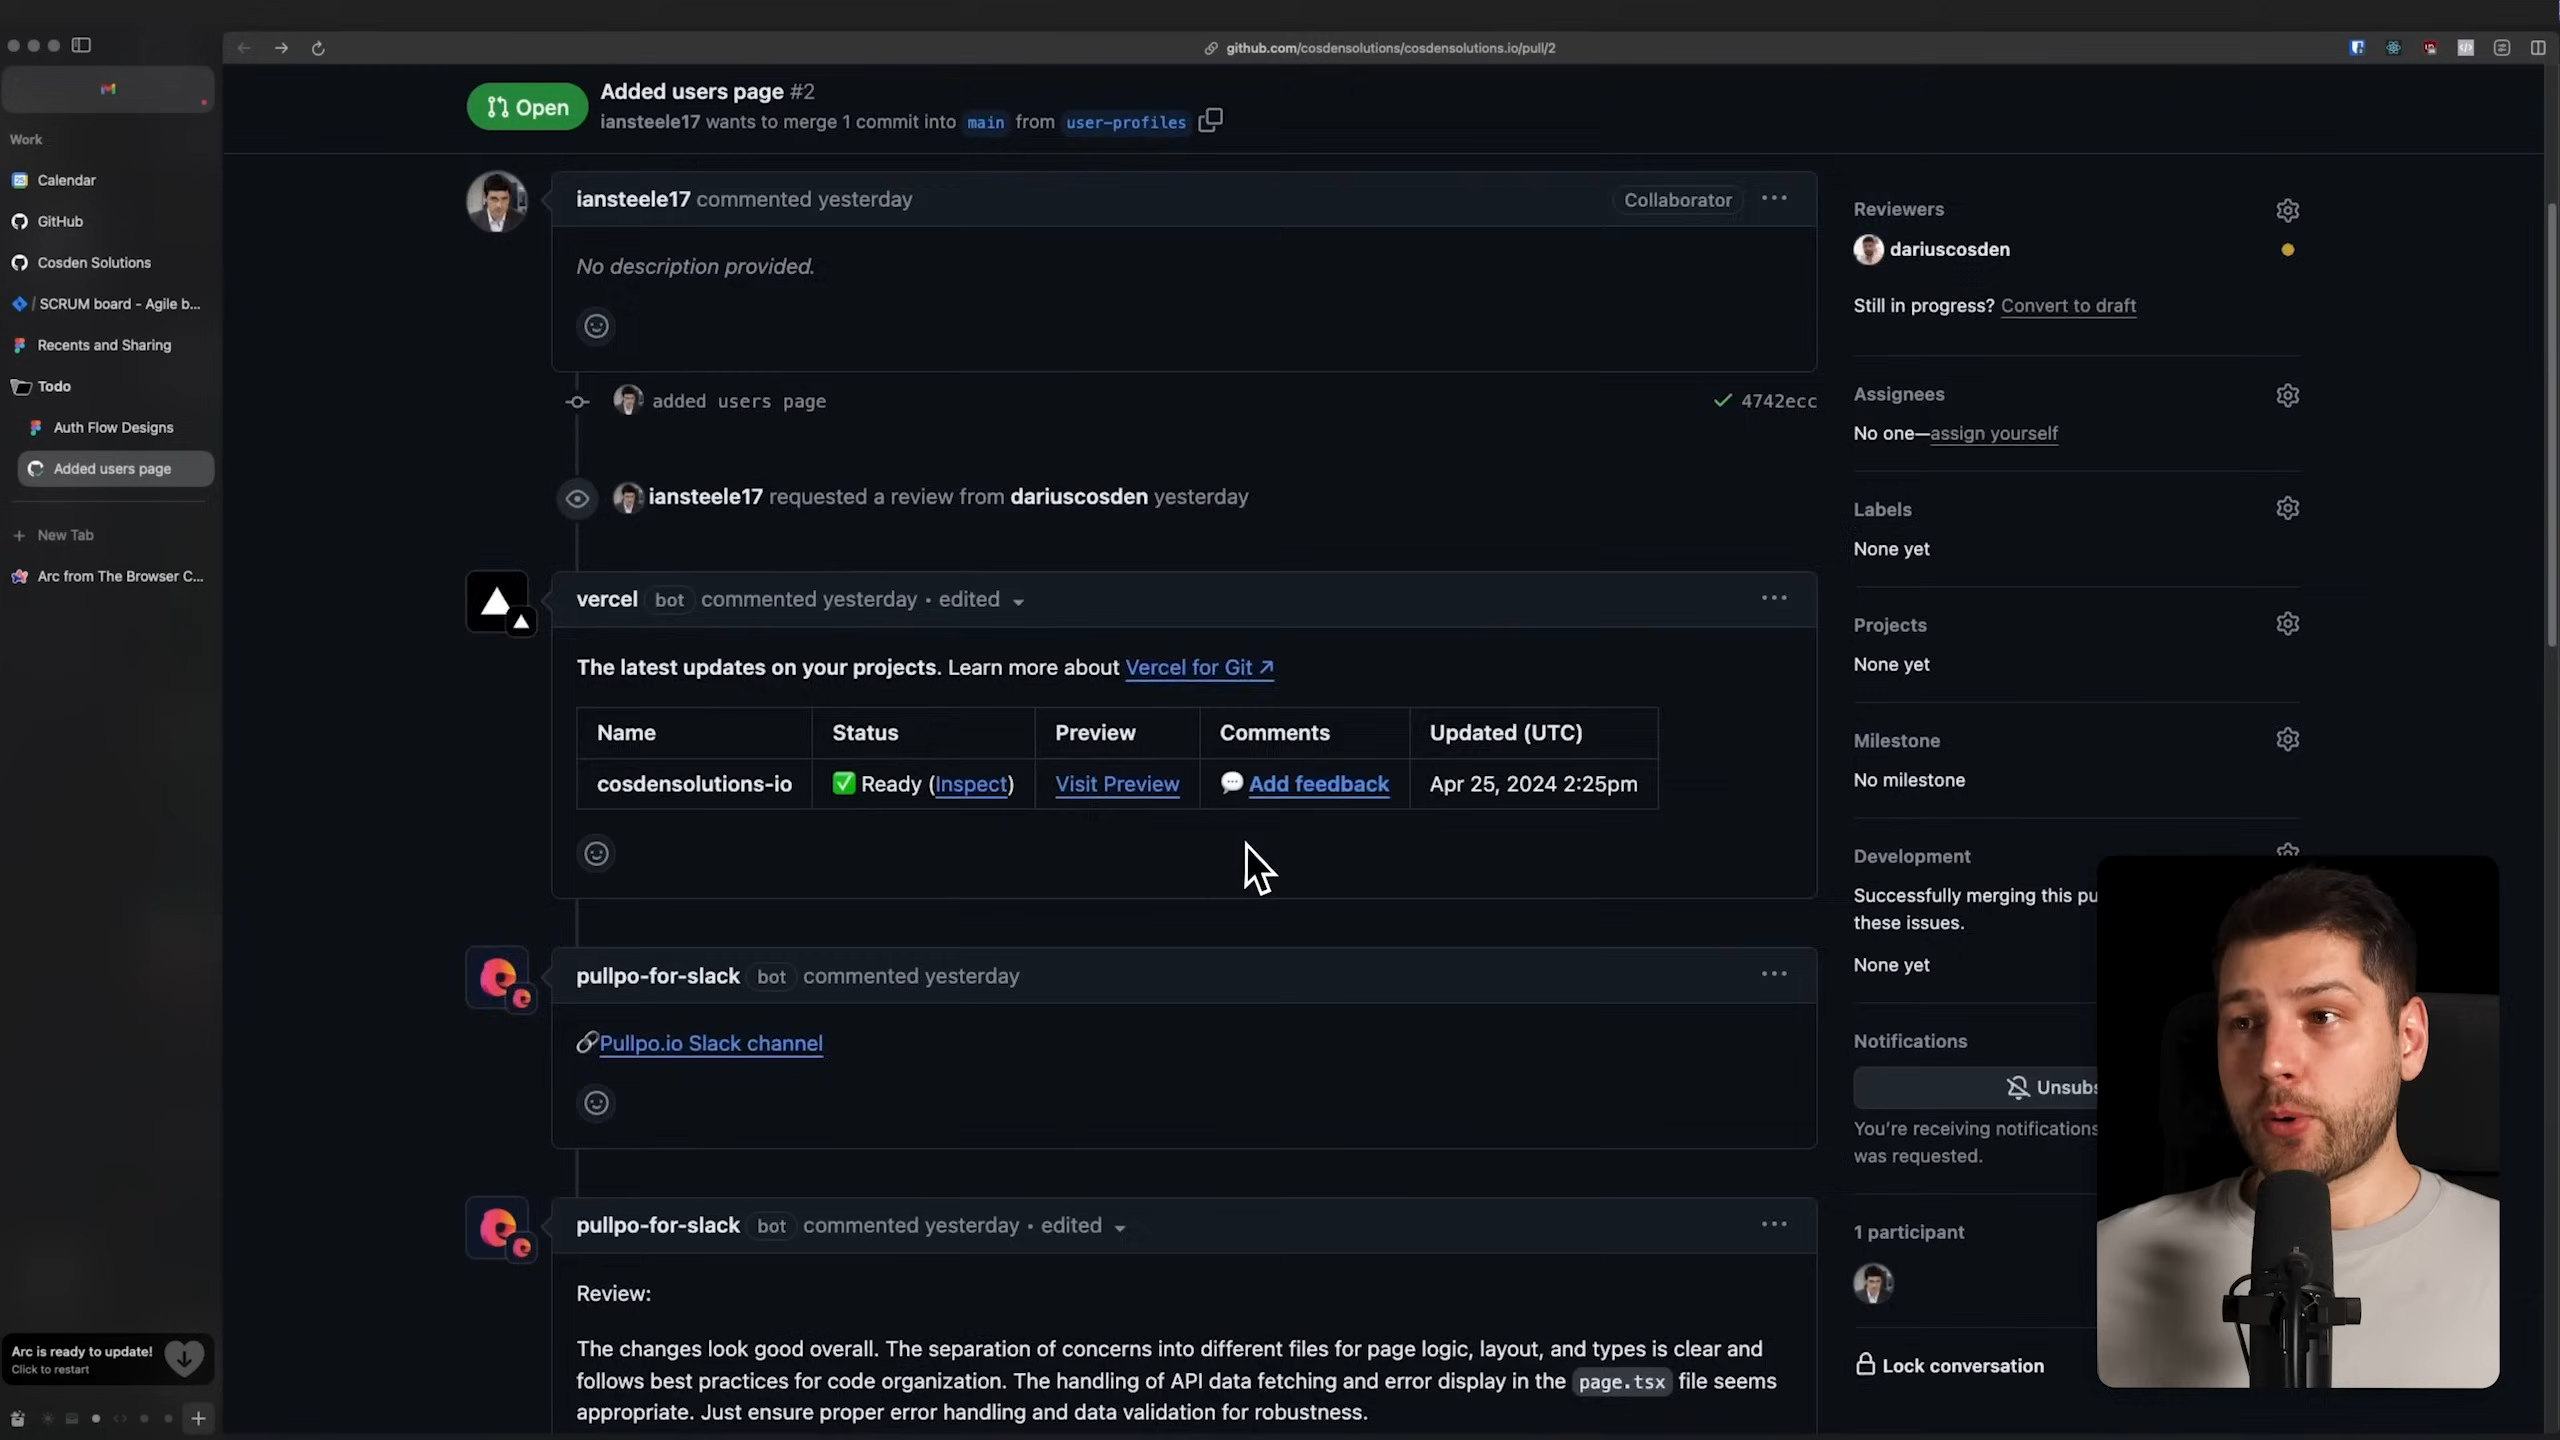 github.com/cosdensolutions/cosdensolutions.io/pull/2
Work
Calendar
GitHub
Cosden Solutions
/ SCRUM board - Agile b...
Recents and Sharing
Todo
Auth Flow Designs
Added users page
+ New Tab
Arc from The Browser C...
Arc is ready to update!
Click to restart
Open
Added users page #2
iansteele17 wants to merge 1 commit into main from user-profiles
iansteele17 commented yesterday
Collaborator
No description provided.
added users page
4742ecc
iansteele17 requested a review from dariuscosden yesterday
vercel bot commented yesterday • edited
The latest updates on your projects. Learn more about Vercel for Git ↗
Name Status Preview Comments Updated (UTC)
cosdensolutions-io ✅ Ready (Inspect) Visit Preview 💬 Add feedback Apr 25, 2024 2:25pm
pullpo-for-slack bot commented yesterday
🔗Pullpo.io Slack channel
pullpo-for-slack bot commented yesterday • edited
Review:
The changes look good overall. The separation of concerns into different files for page logic, layout, and types is clear and
follows best practices for code organization. The handling of API data fetching and error display in the page.tsx file seems
appropriate. Just ensure proper error handling and data validation for robustness.
Reviewers
dariuscosden
Still in progress? Convert to draft
Assignees
No one—assign yourself
Labels
None yet
Projects
None yet
Milestone
No milestone
Development
Successfully merging this pu
these issues.
None yet
Notifications
Unsubs
You're receiving notifications
was requested.
1 participant
Lock conversation